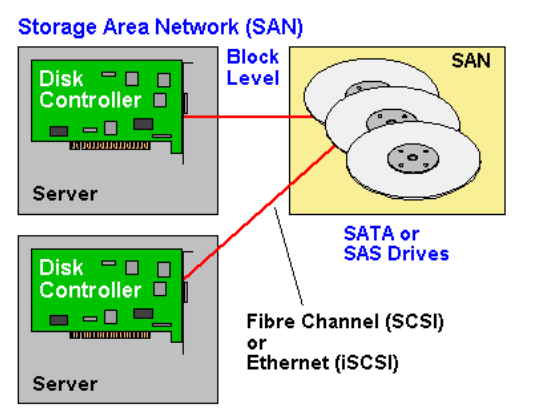 Storage Area Network (SAN)
Block
Level
SAN
Disk
Controller
Server
SATA or
SAS Drives
Disk
Controller
Server
Fibre Channel (SCSI)
or
Ethernet (iSCSI)